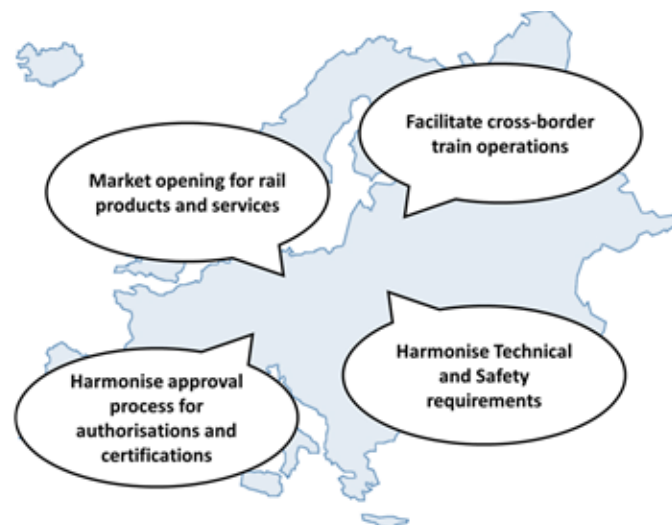 Facilitate cross-border
train operations
Market opening for rail
products and services
Harmonise Technical
and Safety
requirements
Harmonise approval
process for
authorisations and
certifications